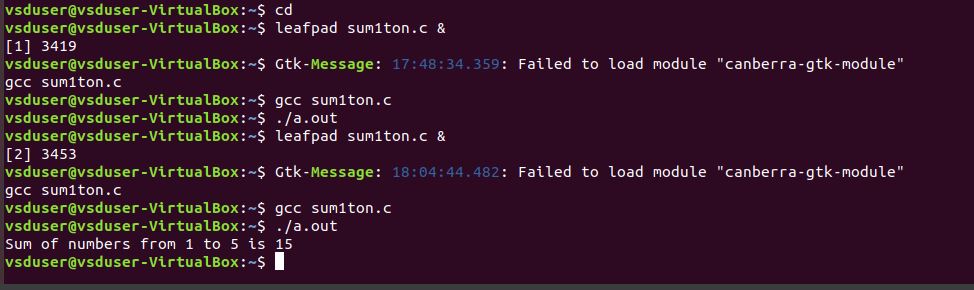 vsduser@vsduser-VirtualBox:~$ cd
vsduser@vsduser-VirtualBox:~$ leafpad sum1ton.c &
[1] 3419
vsduser@vsduser-VirtualBox:~$ Gtk-Message: 17:48:34.359: Failed to load module "canberra-gtk-module"
gcc sum1ton.c
vsduser@vsduser-VirtualBox:~$ gcc sum1ton.c
vsduser@vsduser-VirtualBox:~$ ./a.out
vsduser@vsduser-VirtualBox:~$ leafpad sum1ton.c &
[2] 3453
vsduser@vsduser-VirtualBox:~$ Gtk-Message: 18:04:44.482: Failed to load module "canberra-gtk-module"
gcc sum1ton.c
vsduser@vsduser-VirtualBox:~$ gcc sum1ton.c
vsduser@vsduser-VirtualBox:~$ ./a.out
Sum of numbers from 1 to 5 is 15
vsduser@vsduser-VirtualBox:~$